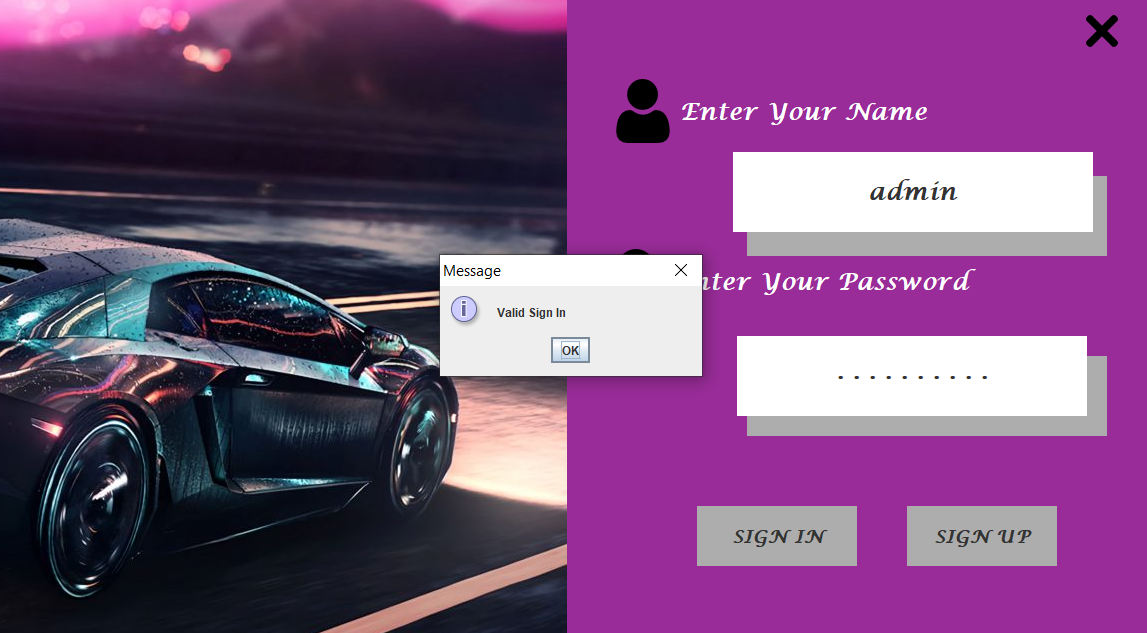 Enter Your Name
admin
Message
Valid Sign In
OK
nter Your Password
..........
SIGN IN
SIGN UP